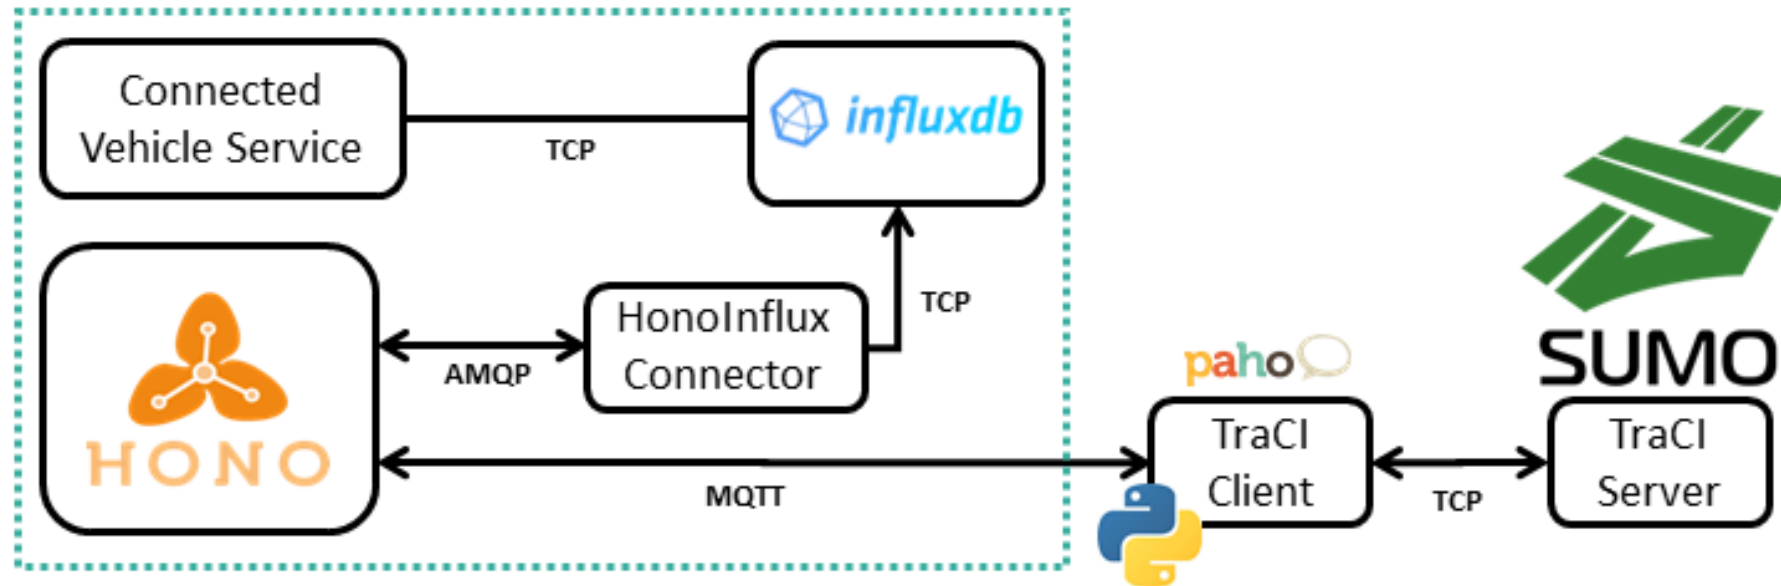 Connected
Vehicle Service
TCP
influxdb
HONO
AMQP
HonoInflux
Connector
TCP
MQTT
paho
TraCI
Client
TCP
SUMO
TraCI
Server